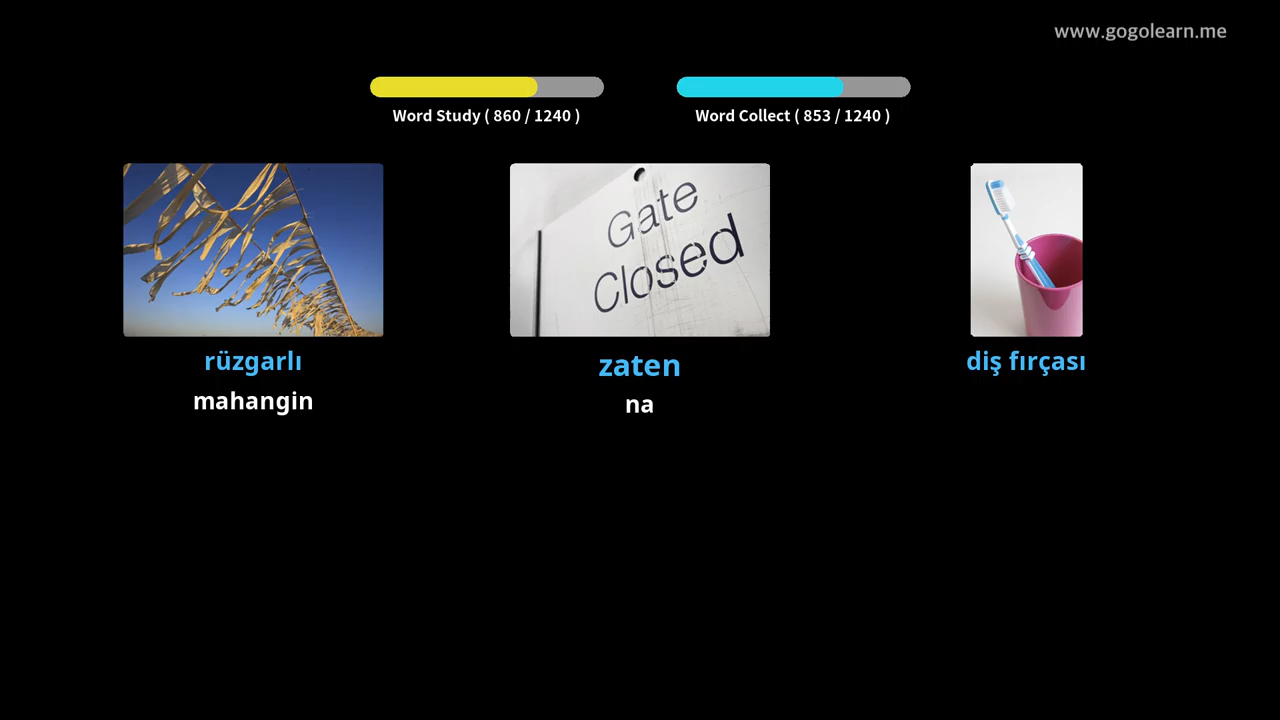 www.gogolearn.me
Word Study ( 860 / 1240 )
Word Collect ( 853 / 1240 )
Gate
Closed
rüzgarlı
mahangin
zaten
na
diş fırçası